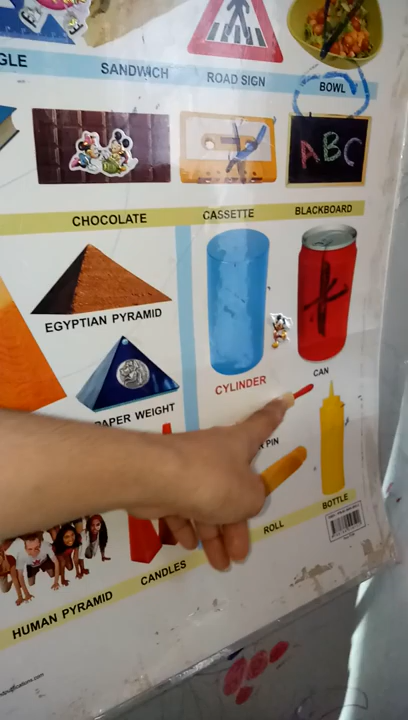 GLE
SANDWICH
ROAD SIGN
BOWL
ABC
CHOCOLATE
CASSETTE
BLACKBOARD
EGYPTIAN PYRAMID
CYLINDER
CAN
PAPER WEIGHT
PIN
ROLL
BOTTLE
CANDLES
HUMAN PYRAMID